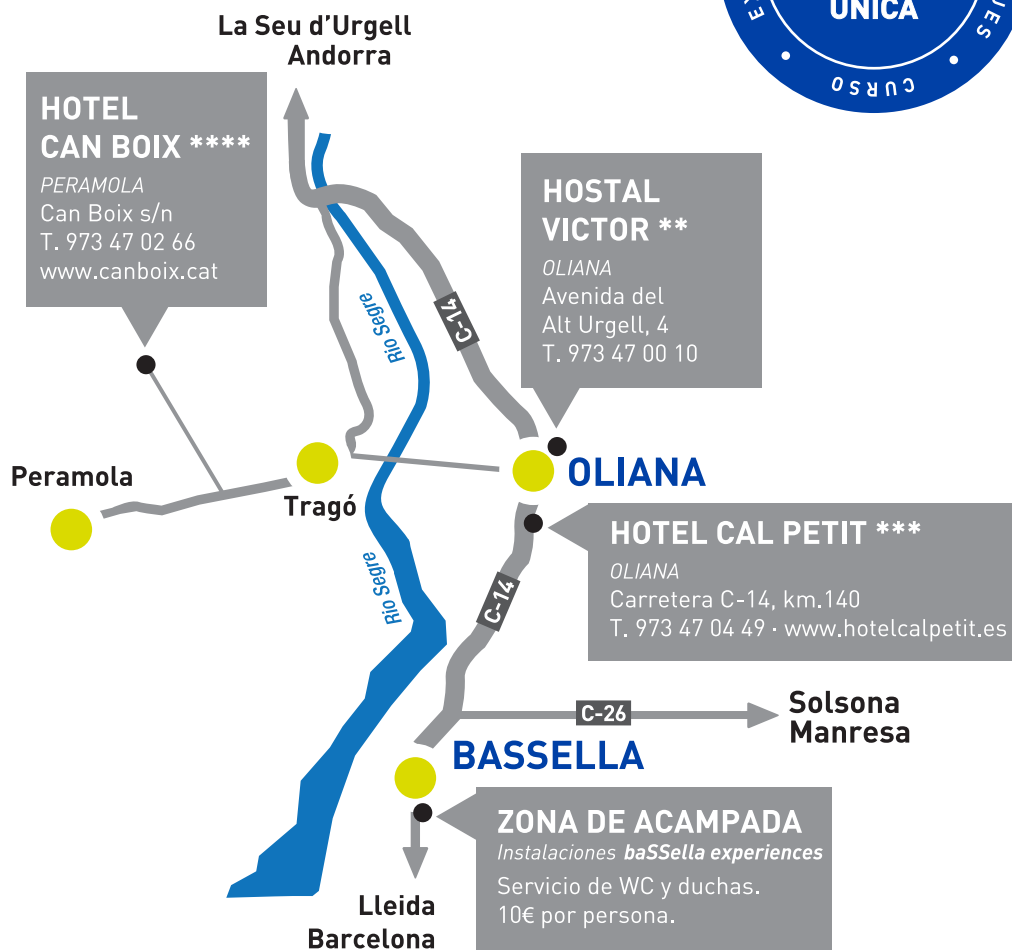 ÚNICA
CURSO
La Seu d'Urgell
Andorra
HOTEL
CAN BOIX ****
PERAMOLA
Can Boix s/n
T. 973 47 02 66
www.canboix.cat
HOSTAL
VICTOR **
OLIANA
Avenida del
Alt Urgell, 4
T. 973 47 00 10
Rio Segre
C-14
Peramola
Tragó
OLIANA
HOTEL CAL PETIT ***
OLIANA
Carretera C-14, km.140
T. 973 47 04 49 · www.hotelcalpetit.es
Rio Segre
C-14
C-26
Solsona
Manresa
BASSELLA
ZONA DE ACAMPADA
Instalaciones baSSella experiences
Servicio de WC y duchas.
10€ por persona.
Lleida
Barcelona